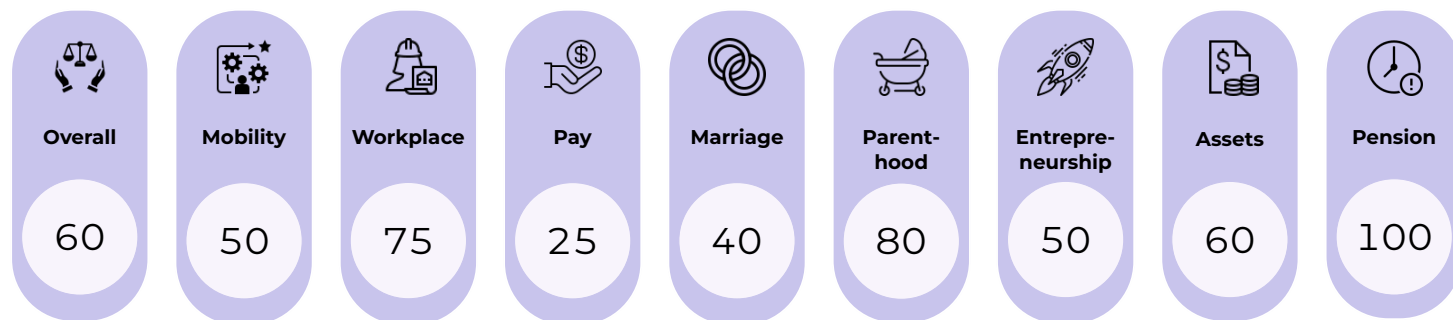 Overall
60
Mobility
50
Workplace
75
$
Pay
25
Marriage
40
Parent-
hood
80
Entrepre-
neurship
50
$
Assets
60
Pension
100